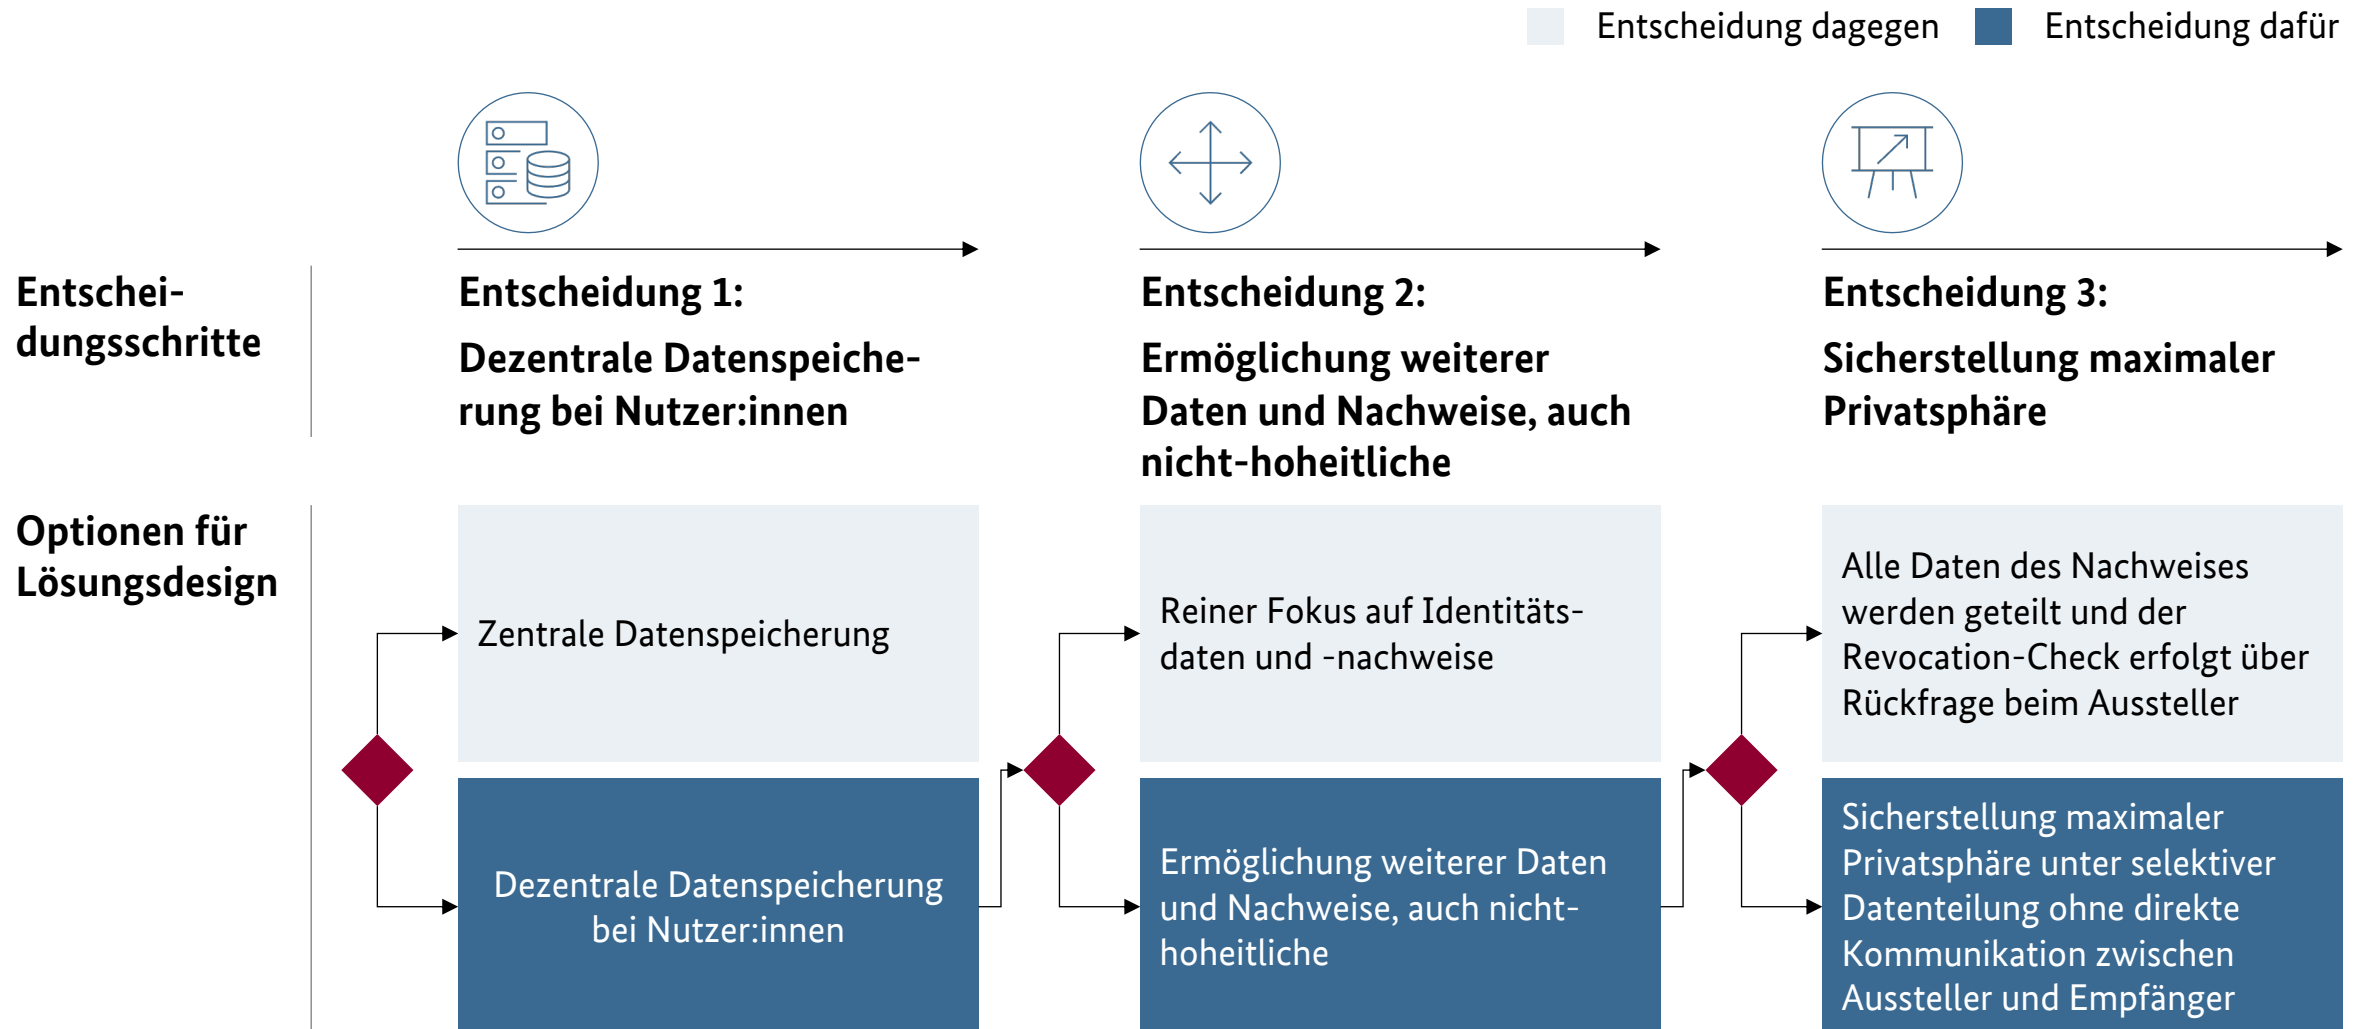 Entscheidung dagegen
Entscheidung dafür
Entschei-
dungsschritte
Entscheidung 1:
Dezentrale Datenspeiche-
rung bei Nutzer:innen
Entscheidung 2:
Ermöglichung weiterer
Daten und Nachweise, auch
nicht-hoheitliche
Entscheidung 3:
Sicherstellung maximaler
Privatsphäre
Optionen für
Lösungsdesign
Zentrale Datenspeicherung
Dezentrale Datenspeicherung
bei Nutzer:innen
Reiner Fokus auf Identitäts-
daten und -nachweise
Ermöglichung weiterer Daten
und Nachweise, auch nicht-
hoheitliche
Alle Daten des Nachweises
werden geteilt und der
Revocation-Check erfolgt über
Rückfrage beim Aussteller
Sicherstellung maximaler
Privatsphäre unter selektiver
Datenteilung ohne direkte
Kommunikation zwischen
Aussteller und Empfänger